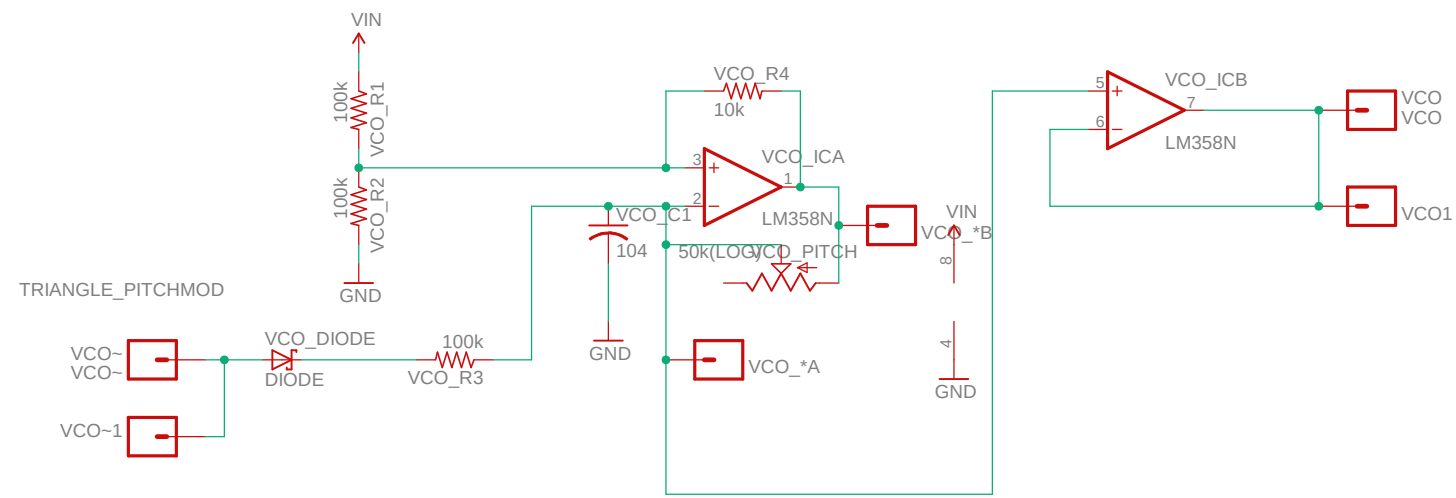 VIN
100k
VCO_R1
100k
VCO_R2
GND
VCO_R4
10k
VCO_ICA
3
2
1
LM358N
VCO_C1
104
GND
50k(LOG)
VCO_PITCH
VCO_*B
VCO_*A
VIN
8
4
GND
5
6
7
VCO_ICB
LM358N
VCO
VCO
VCO1
TRIANGLE_PITCHMOD
VCO~
VCO~
VCO~1
VCO_DIODE
DIODE
100k
VCO_R3